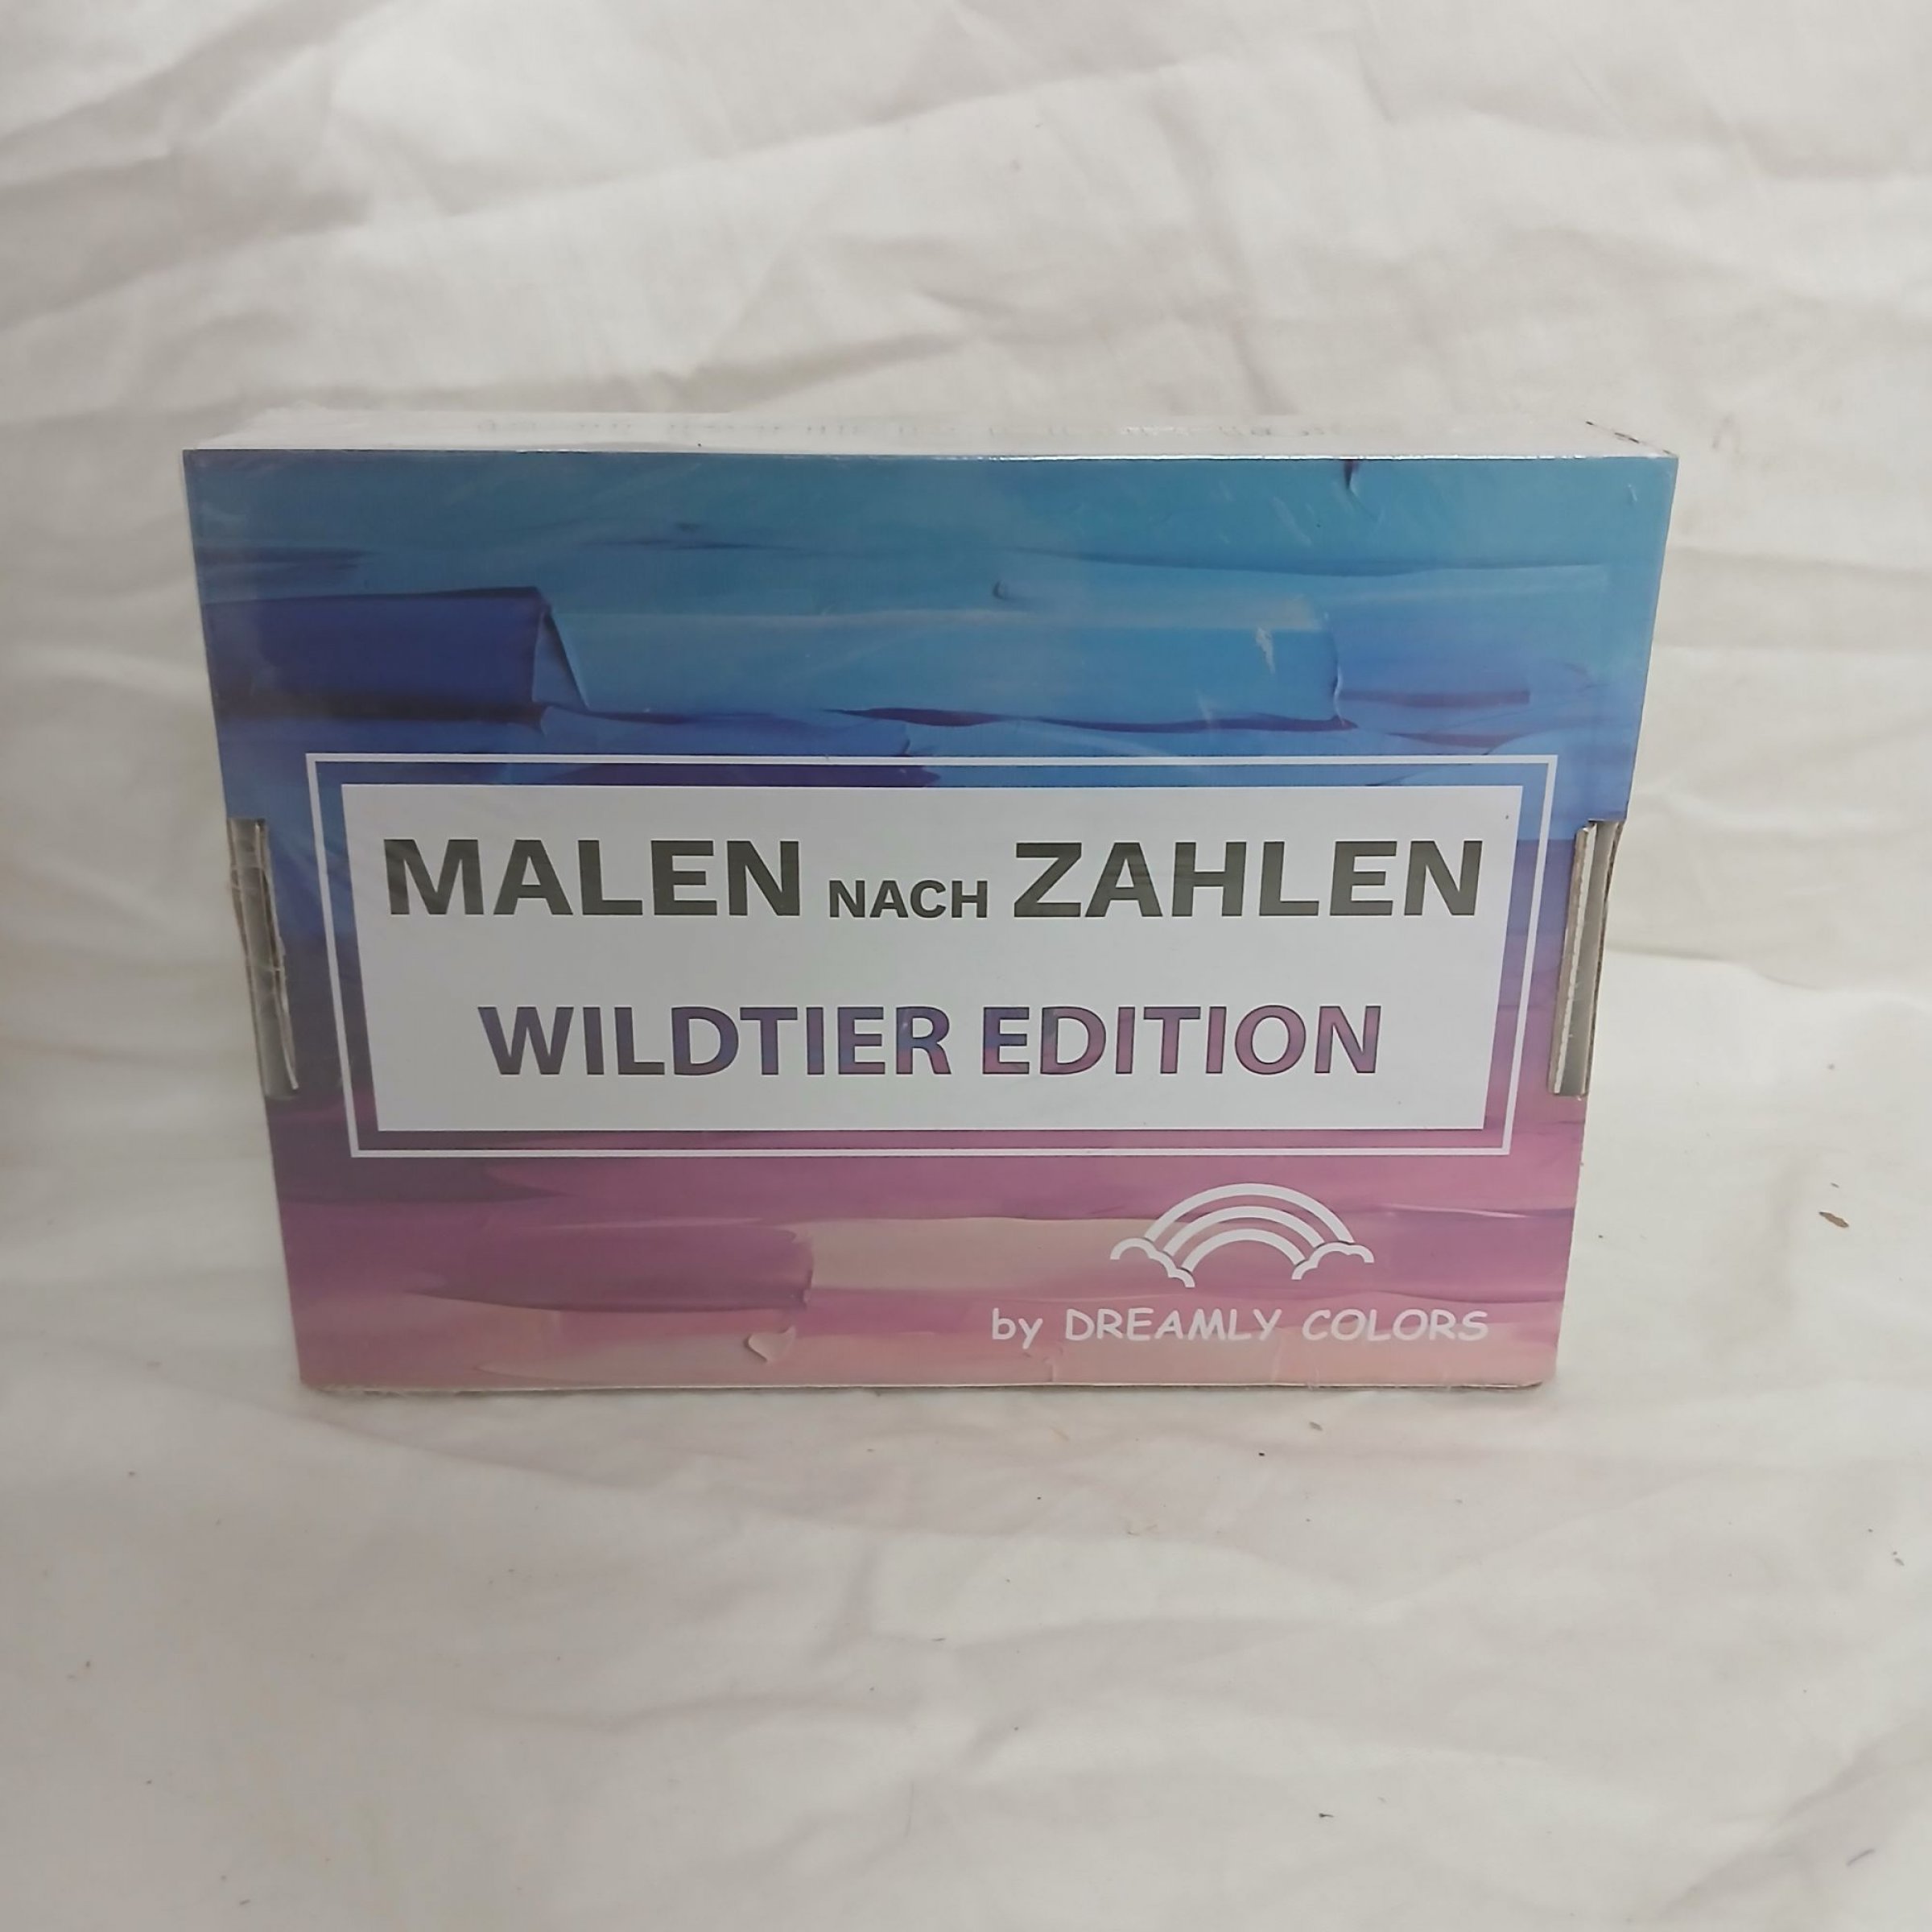 MALEN NACH ZAHLEN
WILDTIER EDITION
by DREAMLY COLORS